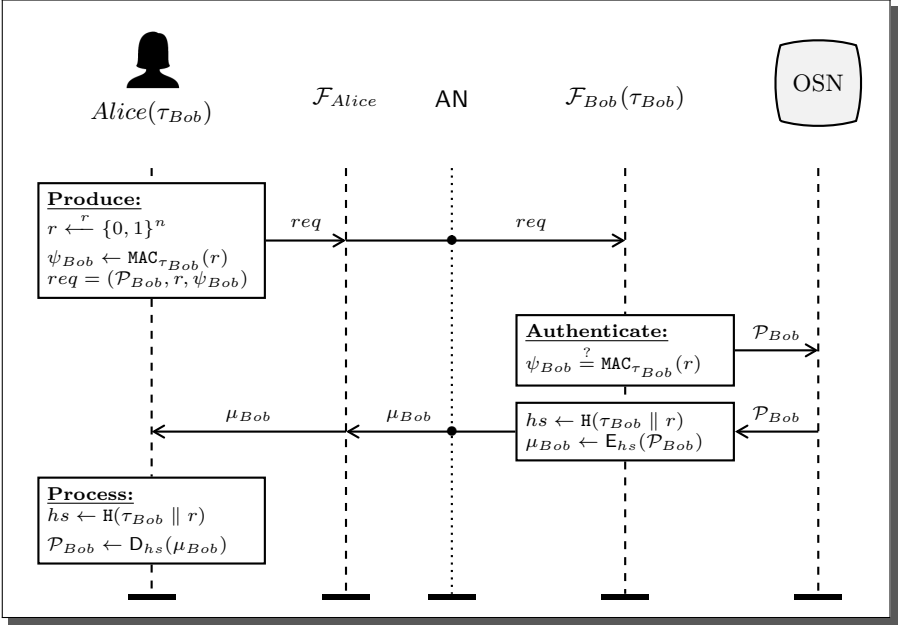 Alice(τ_Bob)
𝓕_Alice
AN
𝓕_Bob(τ_Bob)
OSN
Produce:
r ←^r {0, 1}^n
ψ_Bob ← MAC_τ_Bob(r)
req = (𝓟_Bob, r, ψ_Bob)
req
req
Authenticate:
ψ_Bob ≟ MAC_τ_Bob(r)
𝓟_Bob
μ_Bob
μ_Bob
hs ← H(τ_Bob ∥ r)
μ_Bob ← E_hs(𝓟_Bob)
𝓟_Bob
Process:
hs ← H(τ_Bob ∥ r)
𝓟_Bob ← D_hs(μ_Bob)